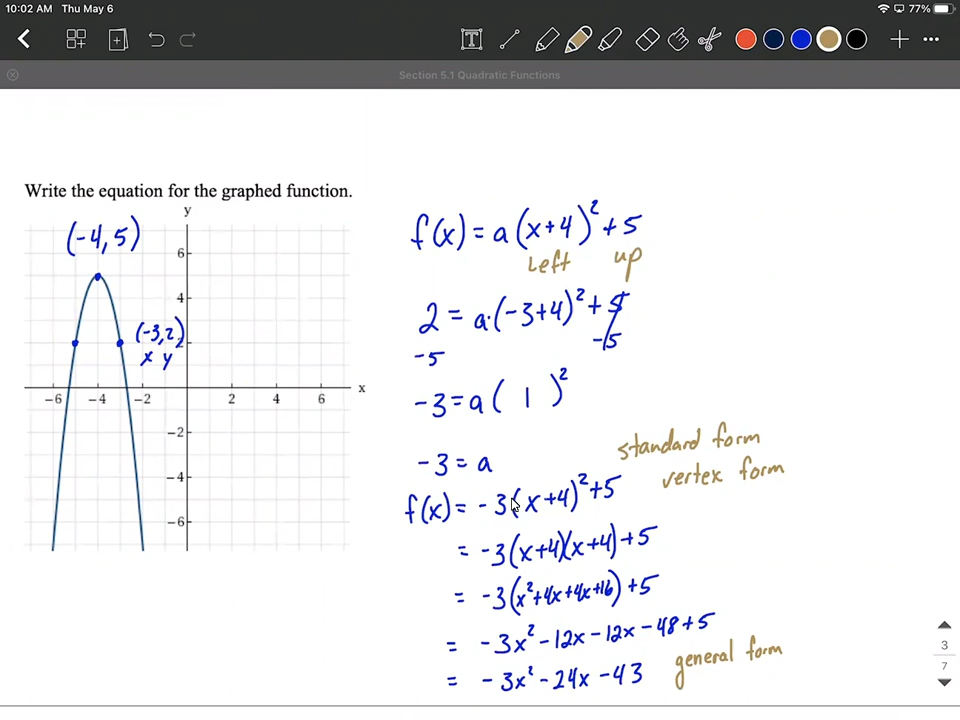 10:02 AM Thu May 6
77%
Section 5.1 Quadratic Functions
Write the equation for the graphed function.
y
(-4,5)
6
4
(-3,2)
2
x y
x
-6 -4 -2 2 4 6
-2
-4
-6
f(x) = a(x+4)²+5
Left up
2 = a·(-3+4)²+5
-5 -5
-3 = a( 1 )²
-3 = a
standard form
vertex form
f(x) = -3(x+4)²+5
= -3(x+4)(x+4)+5
= -3(x²+4x+4x+16)+5
= -3x²-12x-12x-48+5
= -3x²-24x-43
general form
3
7